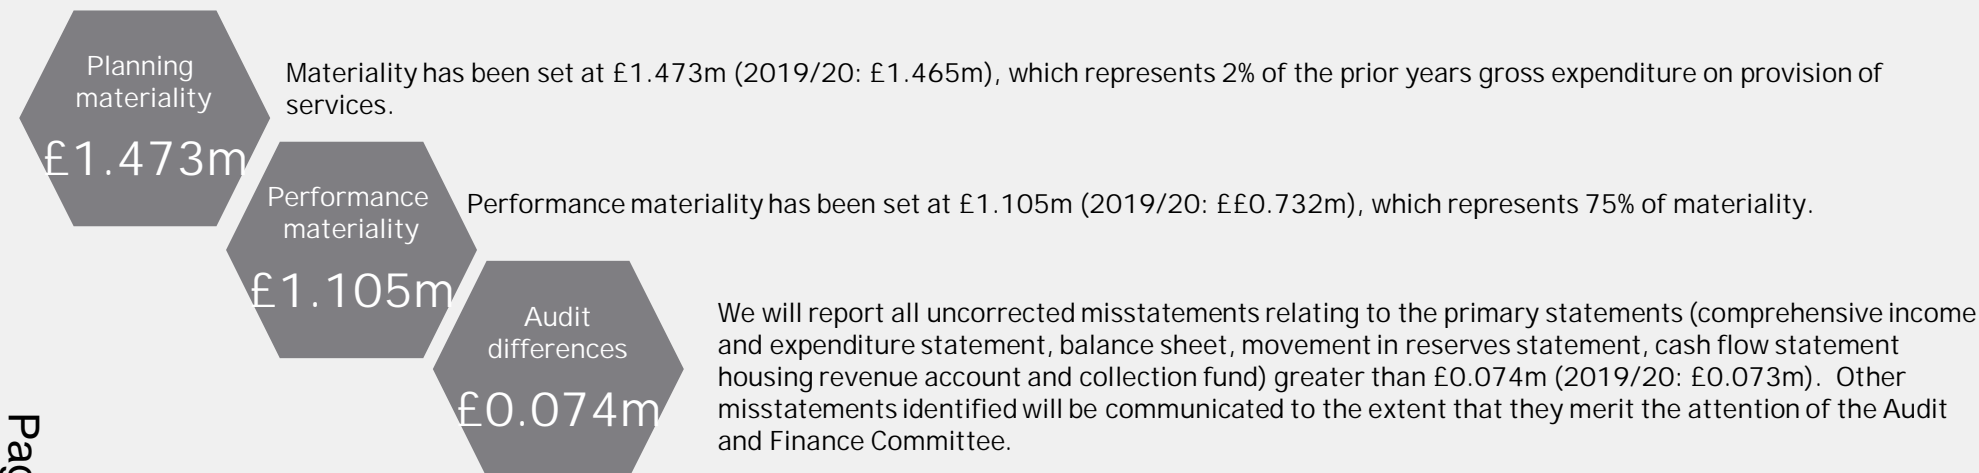 Planning
materiality
£1.473m
Materiality has been set at £1.473m (2019/20: £1.465m), which represents 2% of the prior years gross expenditure on provision of
services.
Performance
materiality
£1.105m
Performance materiality has been set at £1.105m (2019/20: ££0.732m), which represents 75% of materiality.
Audit
differences
£0.074m
We will report all uncorrected misstatements relating to the primary statements (comprehensive income
and expenditure statement, balance sheet, movement in reserves statement, cash flow statement
housing revenue account and collection fund) greater than £0.074m (2019/20: £0.073m).  Other
misstatements identified will be communicated to the extent that they merit the attention of the Audit
and Finance Committee.